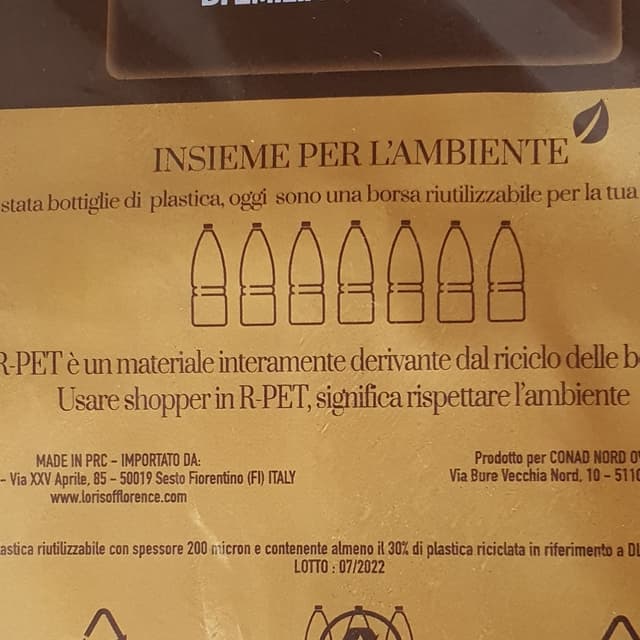 INSIEME PER L'AMBIENTE
stata bottiglie di plastica, oggi sono una borsa riutilizzabile per la tua
R-PET è un materiale interamente derivante dal riciclo delle
Usare shopper in R-PET, significa rispettare l'ambiente
MADE IN PRC - IMPORTATO DA:
- Via XXV Aprile, 85 - 50019 Sesto Fiorentino (FI) ITALY
www.lorisofflorence.com
Prodotto per CONAD NORD
Via Bure Vecchia Nord, 10 -
riutilizzabile con spessore 200 micron e contenente almeno il 30% di plastica riciclata in riferimento a
LOTTO : 07/2022